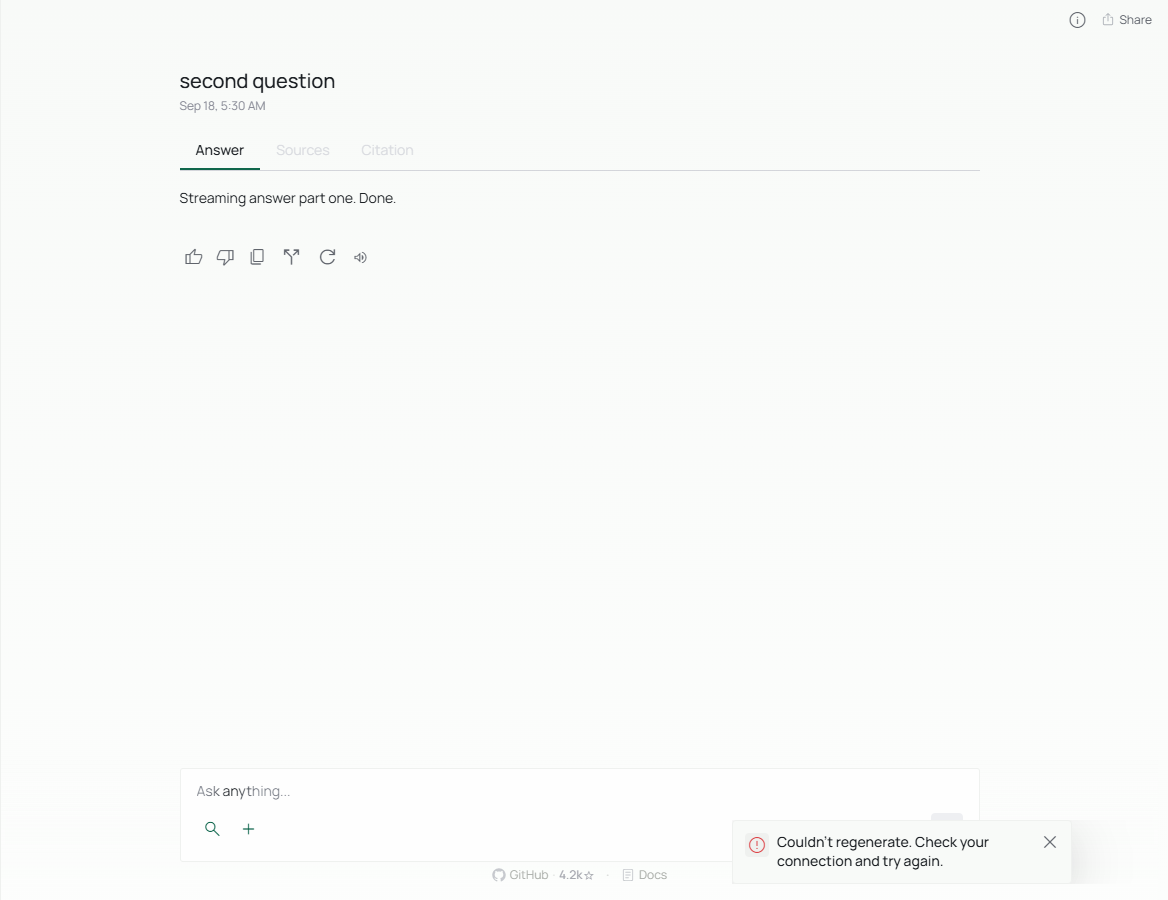 Share
second question
Sep 18, 5:30 AM
Answer Sources Citation
Streaming answer part one. Done.
Ask anything...
Couldn't regenerate. Check your
connection and try again.
GitHub · 4.2k☆ · Docs